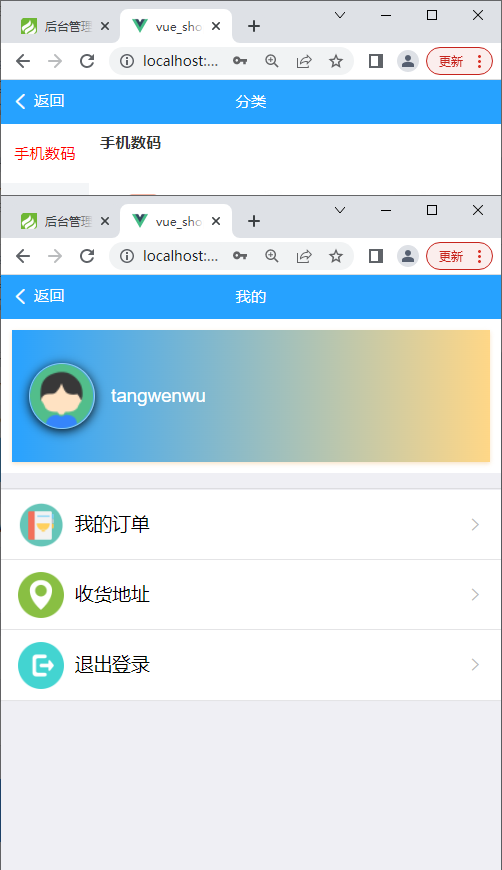 后台管理
vue_sho
localhost:...
更新
返回
分类
手机数码
手机数码
后台管理
vue_sho
localhost:...
更新
返回
我的
tangwenwu
我的订单
收货地址
退出登录